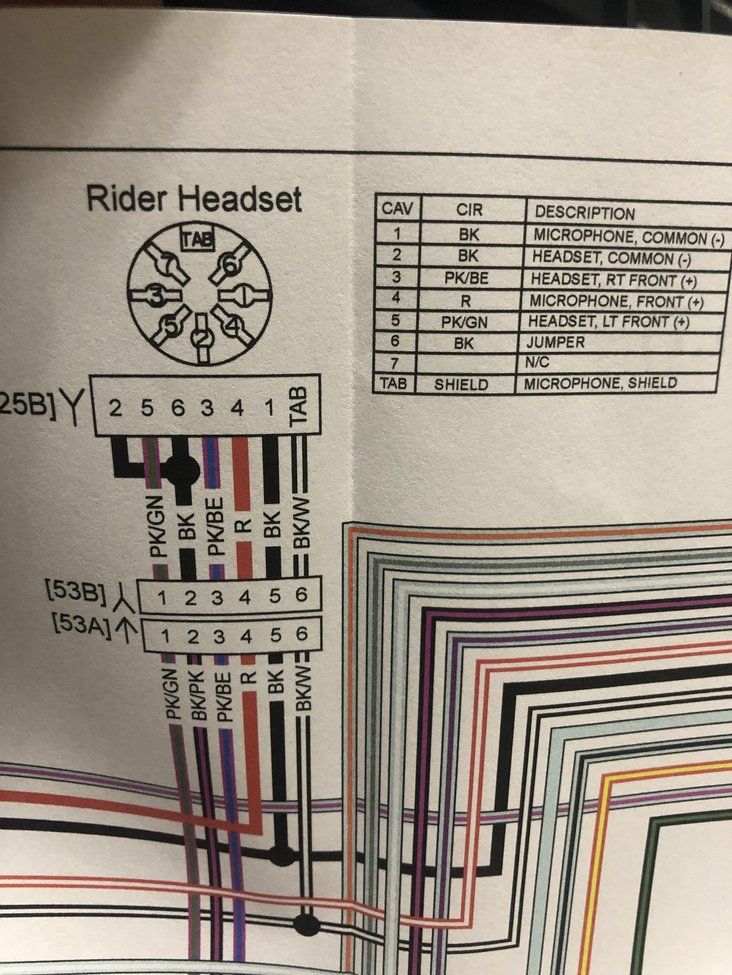 Rider Headset
TAB
7 6
3 1
5 4
2
CAV CIR DESCRIPTION
1 BK MICROPHONE, COMMON (-)
2 BK HEADSET, COMMON (-)
3 PK/BE HEADSET, RT FRONT (+)
4 R MICROPHONE, FRONT (+)
5 PK/GN HEADSET, LT FRONT (+)
6 BK JUMPER
7 N/C
TAB SHIELD MICROPHONE, SHIELD
25B] 2 5 6 3 4 1 TAB
PK/GN BK PK/BE R BK BK/W
[53B] 1 2 3 4 5 6
[53A] 1 2 3 4 5 6
PK/GN BK/PK PK/BE R BK BK/W